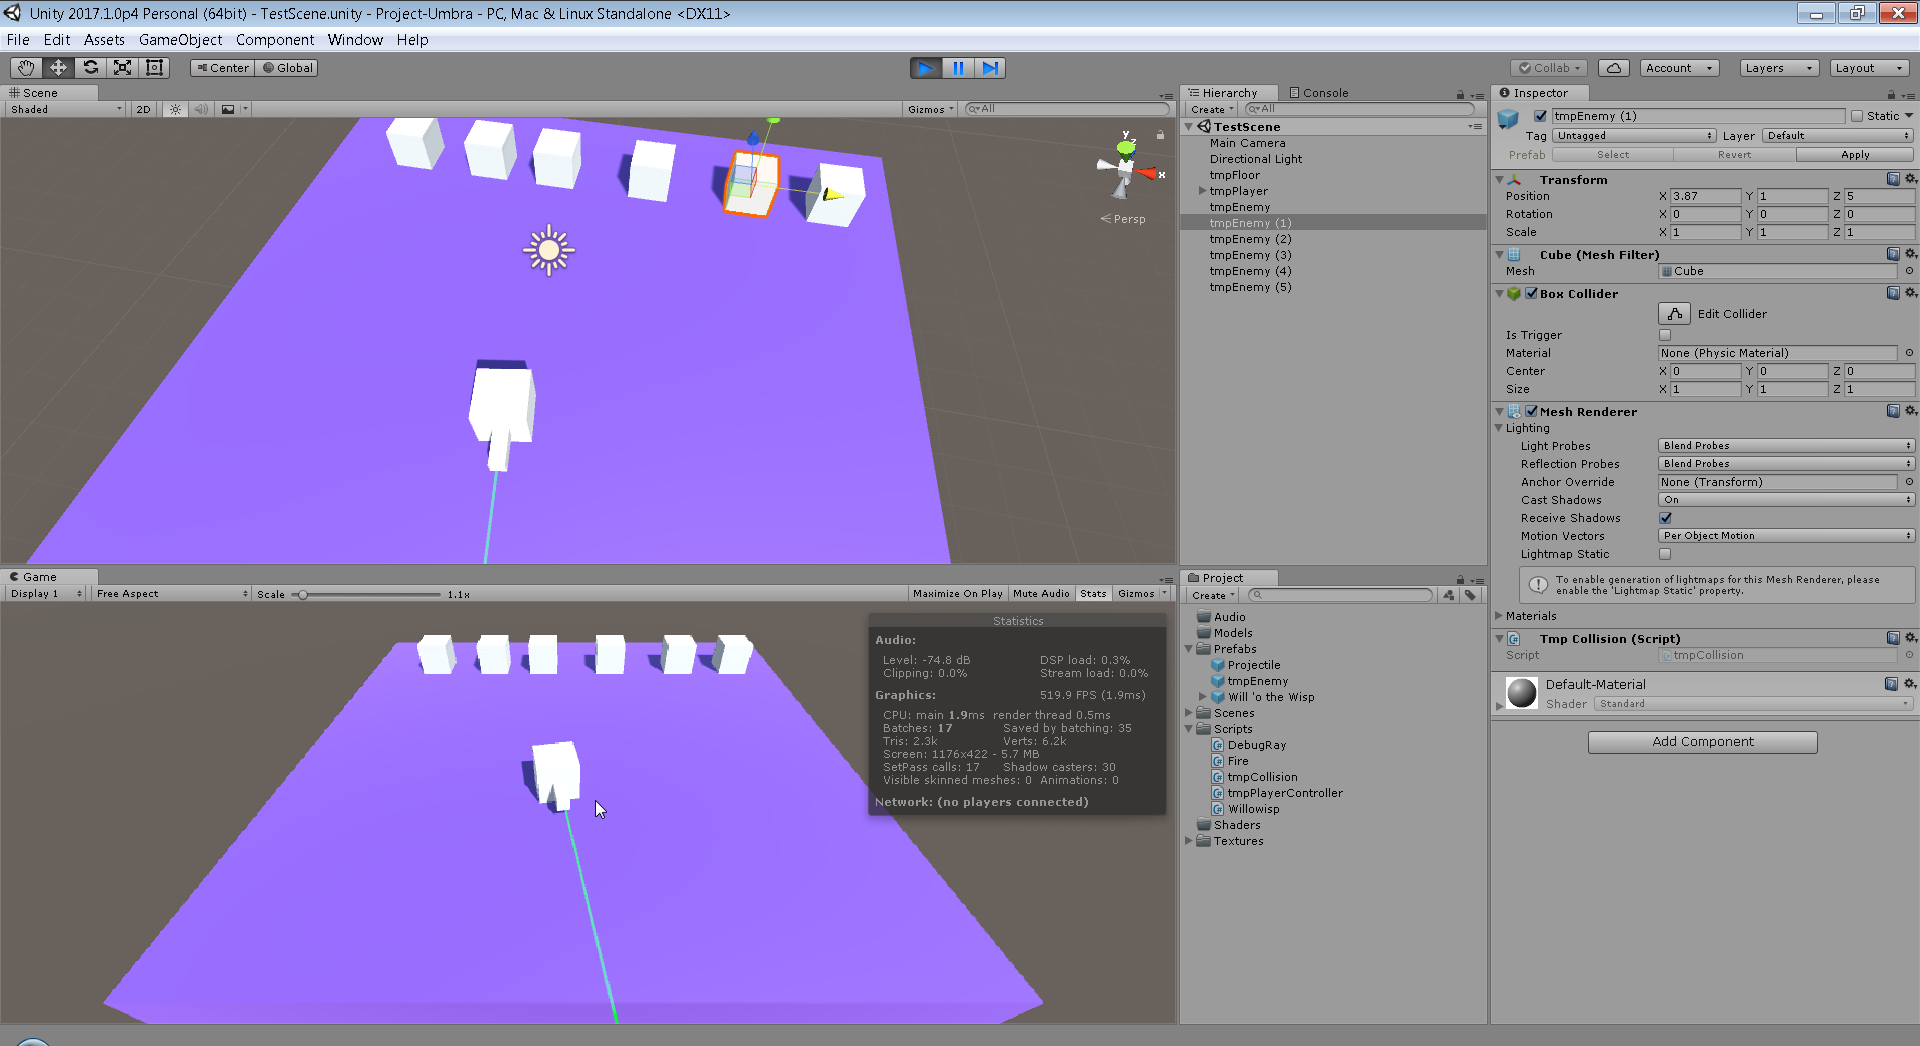 Unity 2017.1.0p4 Personal (64bit) - TestScene.unity - Project-Umbra - PC, Mac & Linux Standalone <DX11>
File Edit Assets GameObject Component Window Help
Center Global Collab Account Layers Layout
Scene
Shaded 2D Gizmos All
y
z
x
Persp
Game
Display 1 Free Aspect Scale 1.1x Maximize On Play Mute Audio Stats Gizmos
Statistics
Audio:
Level: -74.8 dB DSP load: 0.3%
Clipping: 0.0% Stream load: 0.0%
Graphics: 519.9 FPS (1.9ms)
CPU: main 1.9ms render thread 0.5ms
Batches: 17 Saved by batching: 35
Tris: 2.3k Verts: 6.2k
Screen: 1176x422 - 5.7 MB
SetPass calls: 17 Shadow casters: 30
Visible skinned meshes: 0 Animations: 0
Network: (no players connected)
Hierarchy Console
Create All
TestScene
Main Camera
Directional Light
tmpFloor
tmpPlayer
tmpEnemy
tmpEnemy (1)
tmpEnemy (2)
tmpEnemy (3)
tmpEnemy (4)
tmpEnemy (5)
Project
Create
Audio
Models
Prefabs
Projectile
tmpEnemy
Will 'o the Wisp
Scenes
Scripts
DebugRay
Fire
tmpCollision
tmpPlayerController
Willowisp
Shaders
Textures
Inspector
tmpEnemy (1) Static
Tag Untagged Layer Default
Prefab Select Revert Apply
Transform
Position X 3.87 Y 1 Z 5
Rotation X 0 Y 0 Z 0
Scale X 1 Y 1 Z 1
Cube (Mesh Filter)
Mesh Cube
Box Collider
Edit Collider
Is Trigger
Material None (Physic Material)
Center X 0 Y 0 Z 0
Size X 1 Y 1 Z 1
Mesh Renderer
Lighting
Light Probes Blend Probes
Reflection Probes Blend Probes
Anchor Override None (Transform)
Cast Shadows On
Receive Shadows
Motion Vectors Per Object Motion
Lightmap Static
To enable generation of lightmaps for this Mesh Renderer, please
enable the 'Lightmap Static' property.
Materials
Tmp Collision (Script)
Script tmpCollision
Default-Material
Shader Standard
Add Component